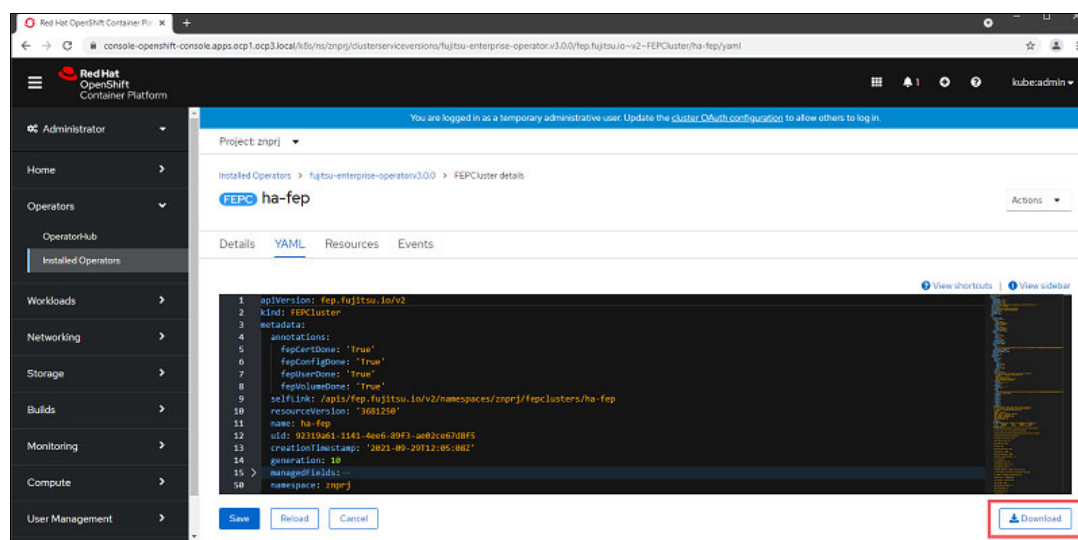 Red Hat OpenShift Container Pla
console-openshift-console.apps.ocp1.ocp3.local/k8s/ns/znprj/clusterserviceversions/fujitsu-enterprise-operator.v3.0.0/fep.fujitsu.io~v2~FEPCluster/ha-fep/yaml
Red Hat
OpenShift
Container Platform
1
kube:admin
You are logged in as a temporary administrative user. Update the cluster OAuth configuration to allow others to log in.
Administrator
Home
Operators
OperatorHub
Installed Operators
Workloads
Networking
Storage
Builds
Monitoring
Compute
User Management
Project: znprj
Installed Operators > fujitsu-enterprise-operator.v3.0.0 > FEPCluster details
FEPC ha-fep
Actions
Details YAML Resources Events
View shortcuts | View sidebar
1 apiVersion: fep.fujitsu.io/v2
2 kind: FEPCluster
3 metadata:
4 annotations:
5 fepCertDone: 'True'
6 fepConfigDone: 'True'
7 fepUserDone: 'True'
8 fepVolumeDone: 'True'
9 selfLink: /apis/fep.fujitsu.io/v2/namespaces/znprj/fepclusters/ha-fep
10 resourceVersion: '3681250'
11 name: ha-fep
12 uid: 92319a61-1141-4ee6-89f3-ae02ce67d8f5
13 creationTimestamp: '2021-09-29T12:05:08Z'
14 generation: 10
15 managedFields:
50 namespace: znprj
Save Reload Cancel
Download